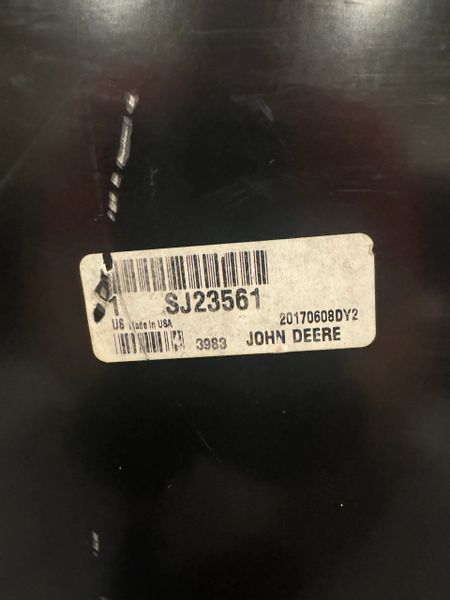 1 SJ23561
US Made In USA 20170608DY2
3983 JOHN DEERE